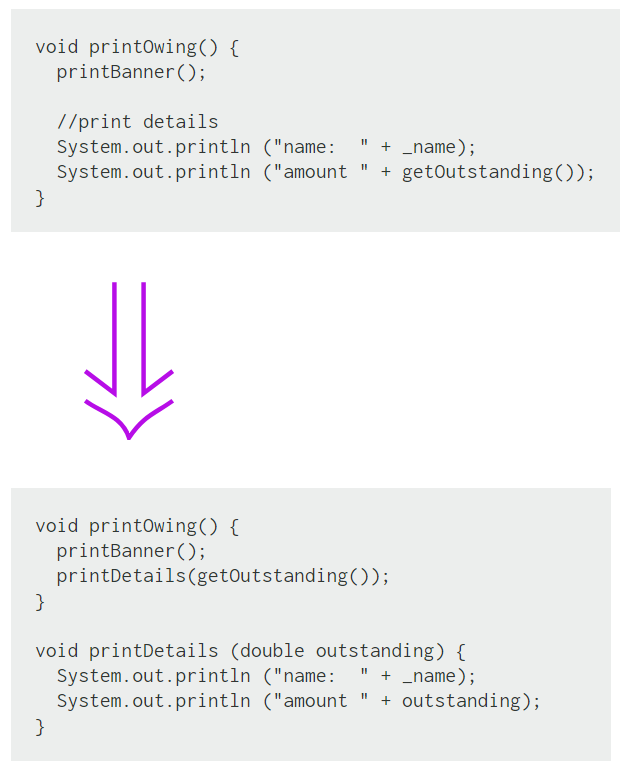 void printOwing() {
  printBanner();

  //print details
  System.out.println ("name:  " + _name);
  System.out.println ("amount " + getOutstanding());
}

void printOwing() {
  printBanner();
  printDetails(getOutstanding());
}

void printDetails (double outstanding) {
  System.out.println ("name:  " + _name);
  System.out.println ("amount " + outstanding);
}